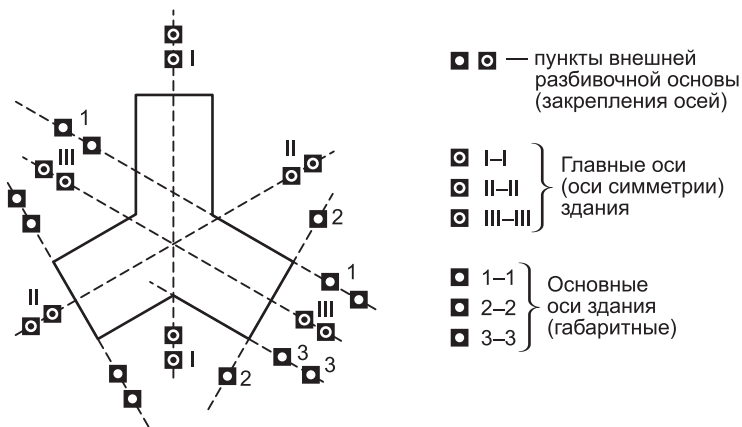 I
1
III
II
2
1
II
III
I
3
3
2
— пункты внешней
разбивочной основы
(закрепления осей)
I–I
II–II
III–III
Главные оси
(оси симметрии)
здания
1–1
2–2
3–3
Основные
оси здания
(габаритные)